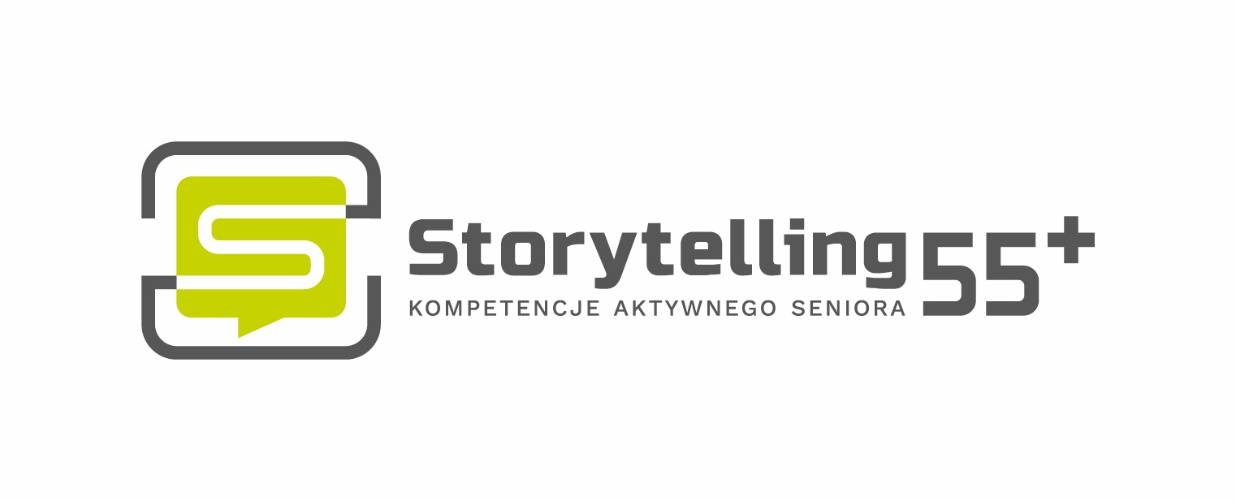 S
Storytelling 55+
KOMPETENCJE AKTYWNEGO SENIORA